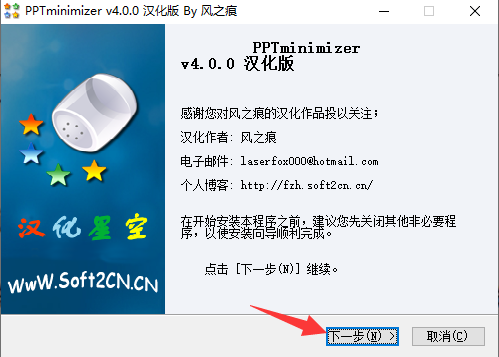 PPTminimizer v4.0.0 汉化版 By 风之痕
PPTminimizer
v4.0.0 汉化版
感谢您对风之痕的汉化作品投以关注；
汉化作者: 风之痕
电子邮件: laserfox000@hotmail.com
个人博客: http://fzh.soft2cn.cn/
在开始安装本程序之前，建议您先关闭其他非必要程
序，以便安装向导顺利完成。
点击 [下一步(N)] 继续。
汉化星空
WwW.Soft2CN.CN
下一步(N) >
取消(C)